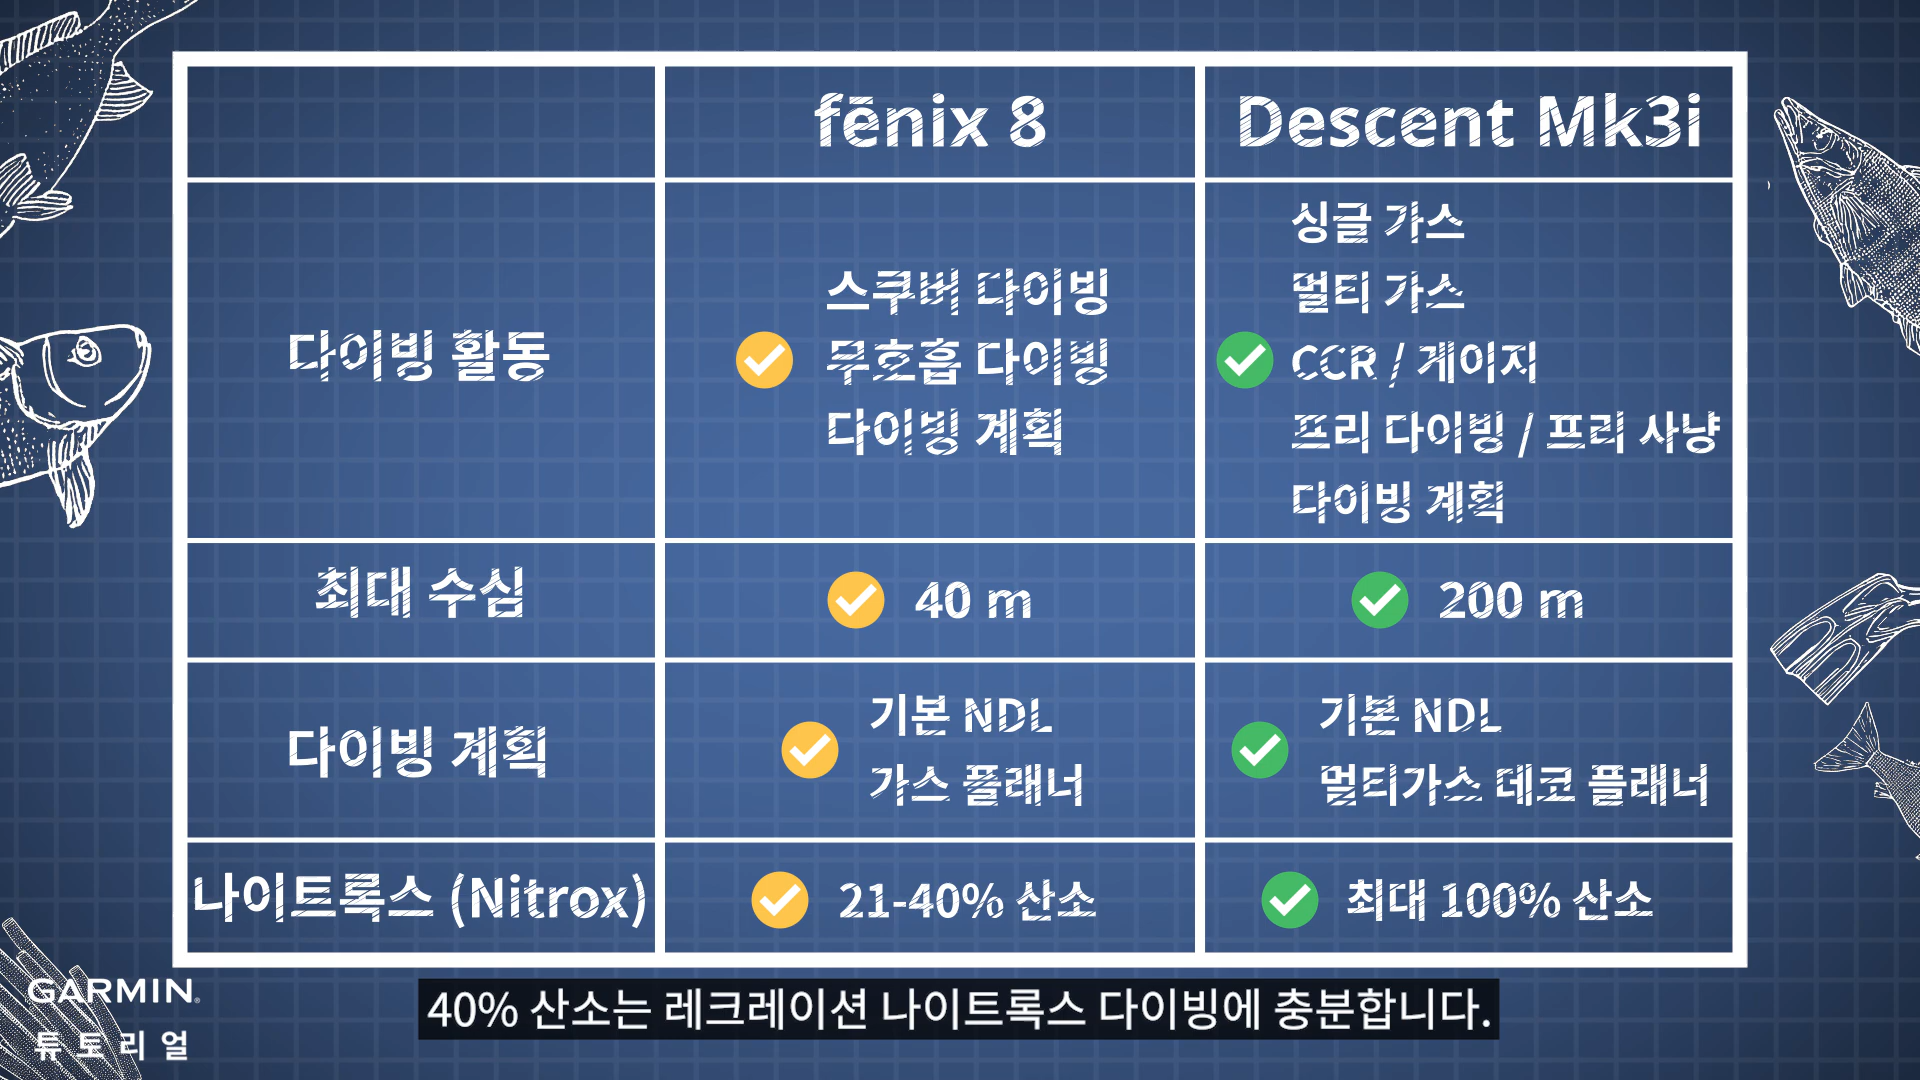 fēnix 8
Descent Mk3i
다이빙 활동
스쿠버 다이빙
무호흡 다이빙
다이빙 계획
싱글 가스
멀티 가스
CCR / 게이지
프리 다이빙 / 프리 사냥
다이빙 계획
최대 수심
40 m
200 m
다이빙 계획
기본 NDL
가스 플래너
기본 NDL
멀티가스 데코 플래너
나이트록스 (Nitrox)
21-40% 산소
최대 100% 산소
40% 산소는 레크레이션 나이트록스 다이빙에 충분합니다.
GARMIN®
튜토리얼